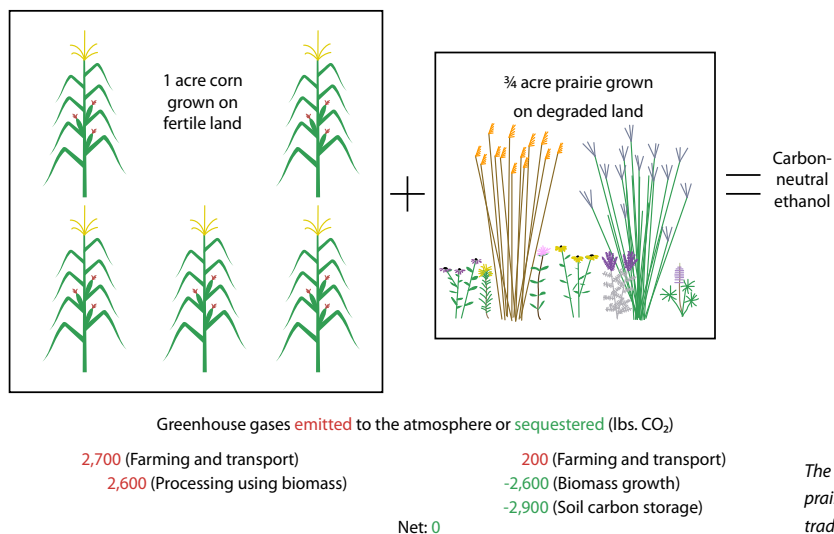 1 acre corn
grown on
fertile land
¾ acre prairie grown
on degraded land
Carbon-
neutral
ethanol
Greenhouse gases emitted to the atmosphere or sequestered (lbs. CO₂)
2,700 (Farming and transport)
2,600 (Processing using biomass)
200 (Farming and transport)
-2,600 (Biomass growth)
-2,900 (Soil carbon storage)
Net: 0
The
prai
trad